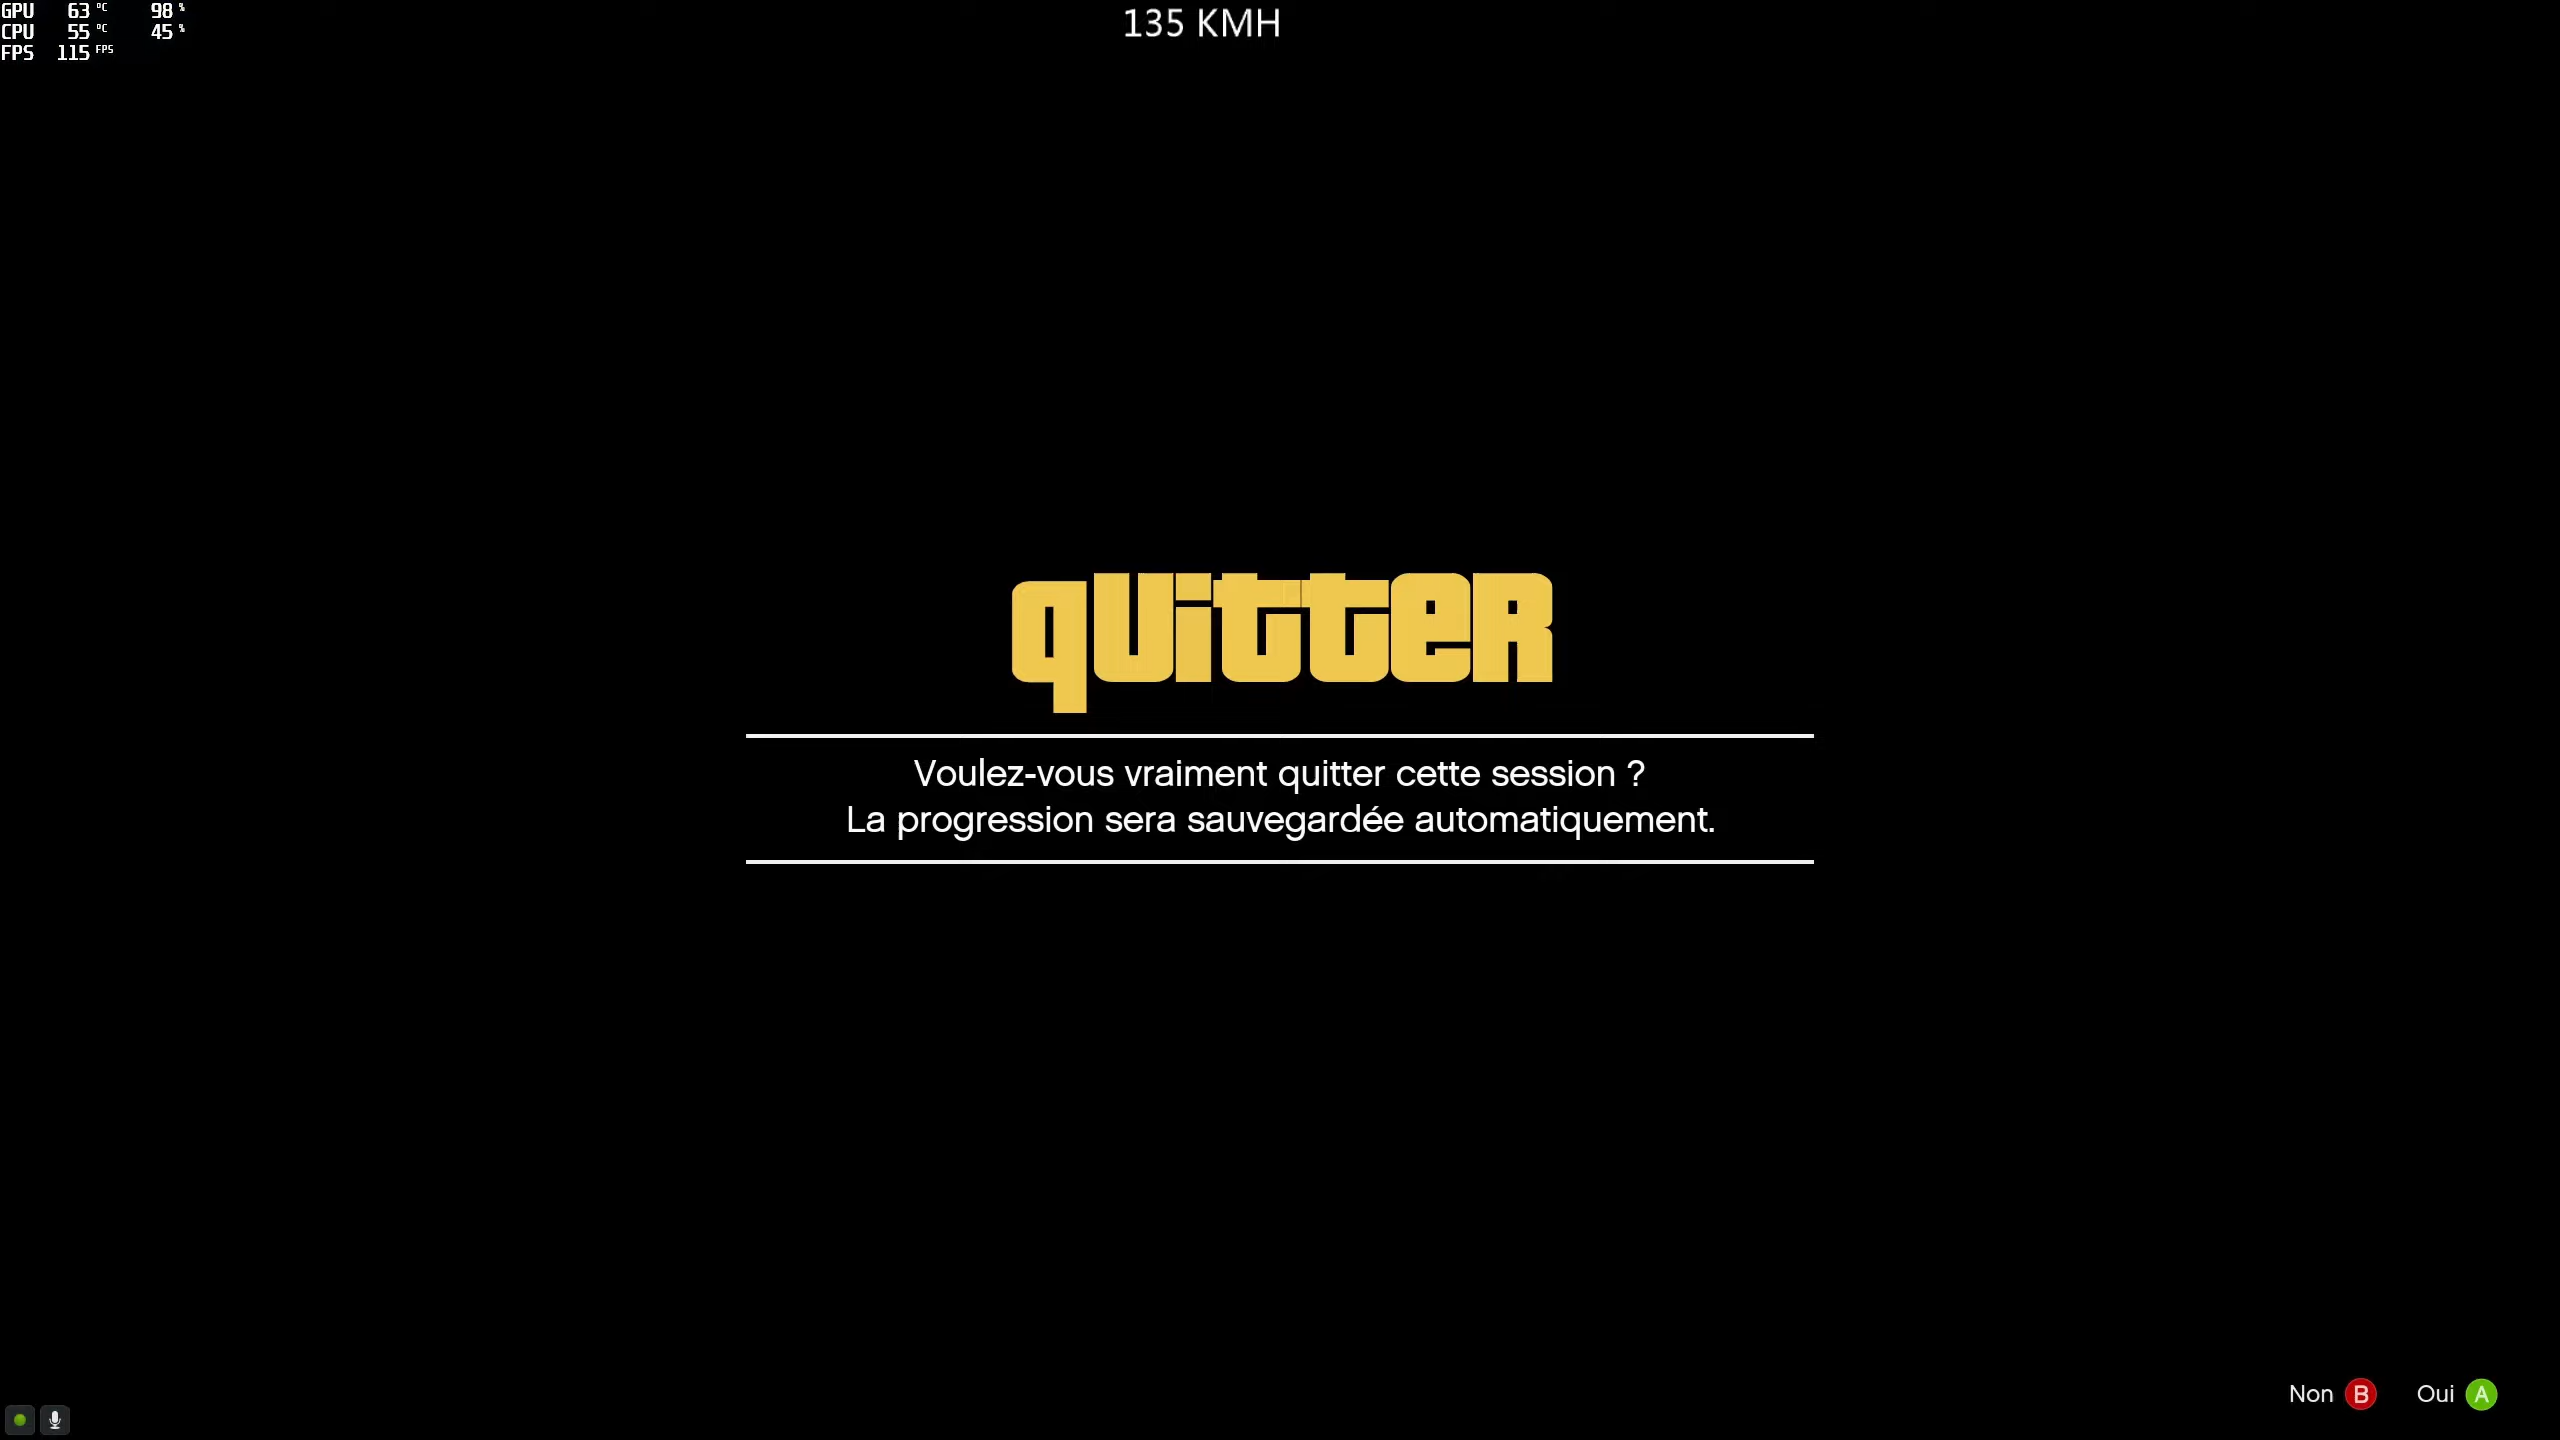 GPU 63 °C 98 %
CPU 55 °C 45 %
FPS 115 FPS
135 KMH
quitter
Voulez-vous vraiment quitter cette session ?
La progression sera sauvegardée automatiquement.
Non B Oui A